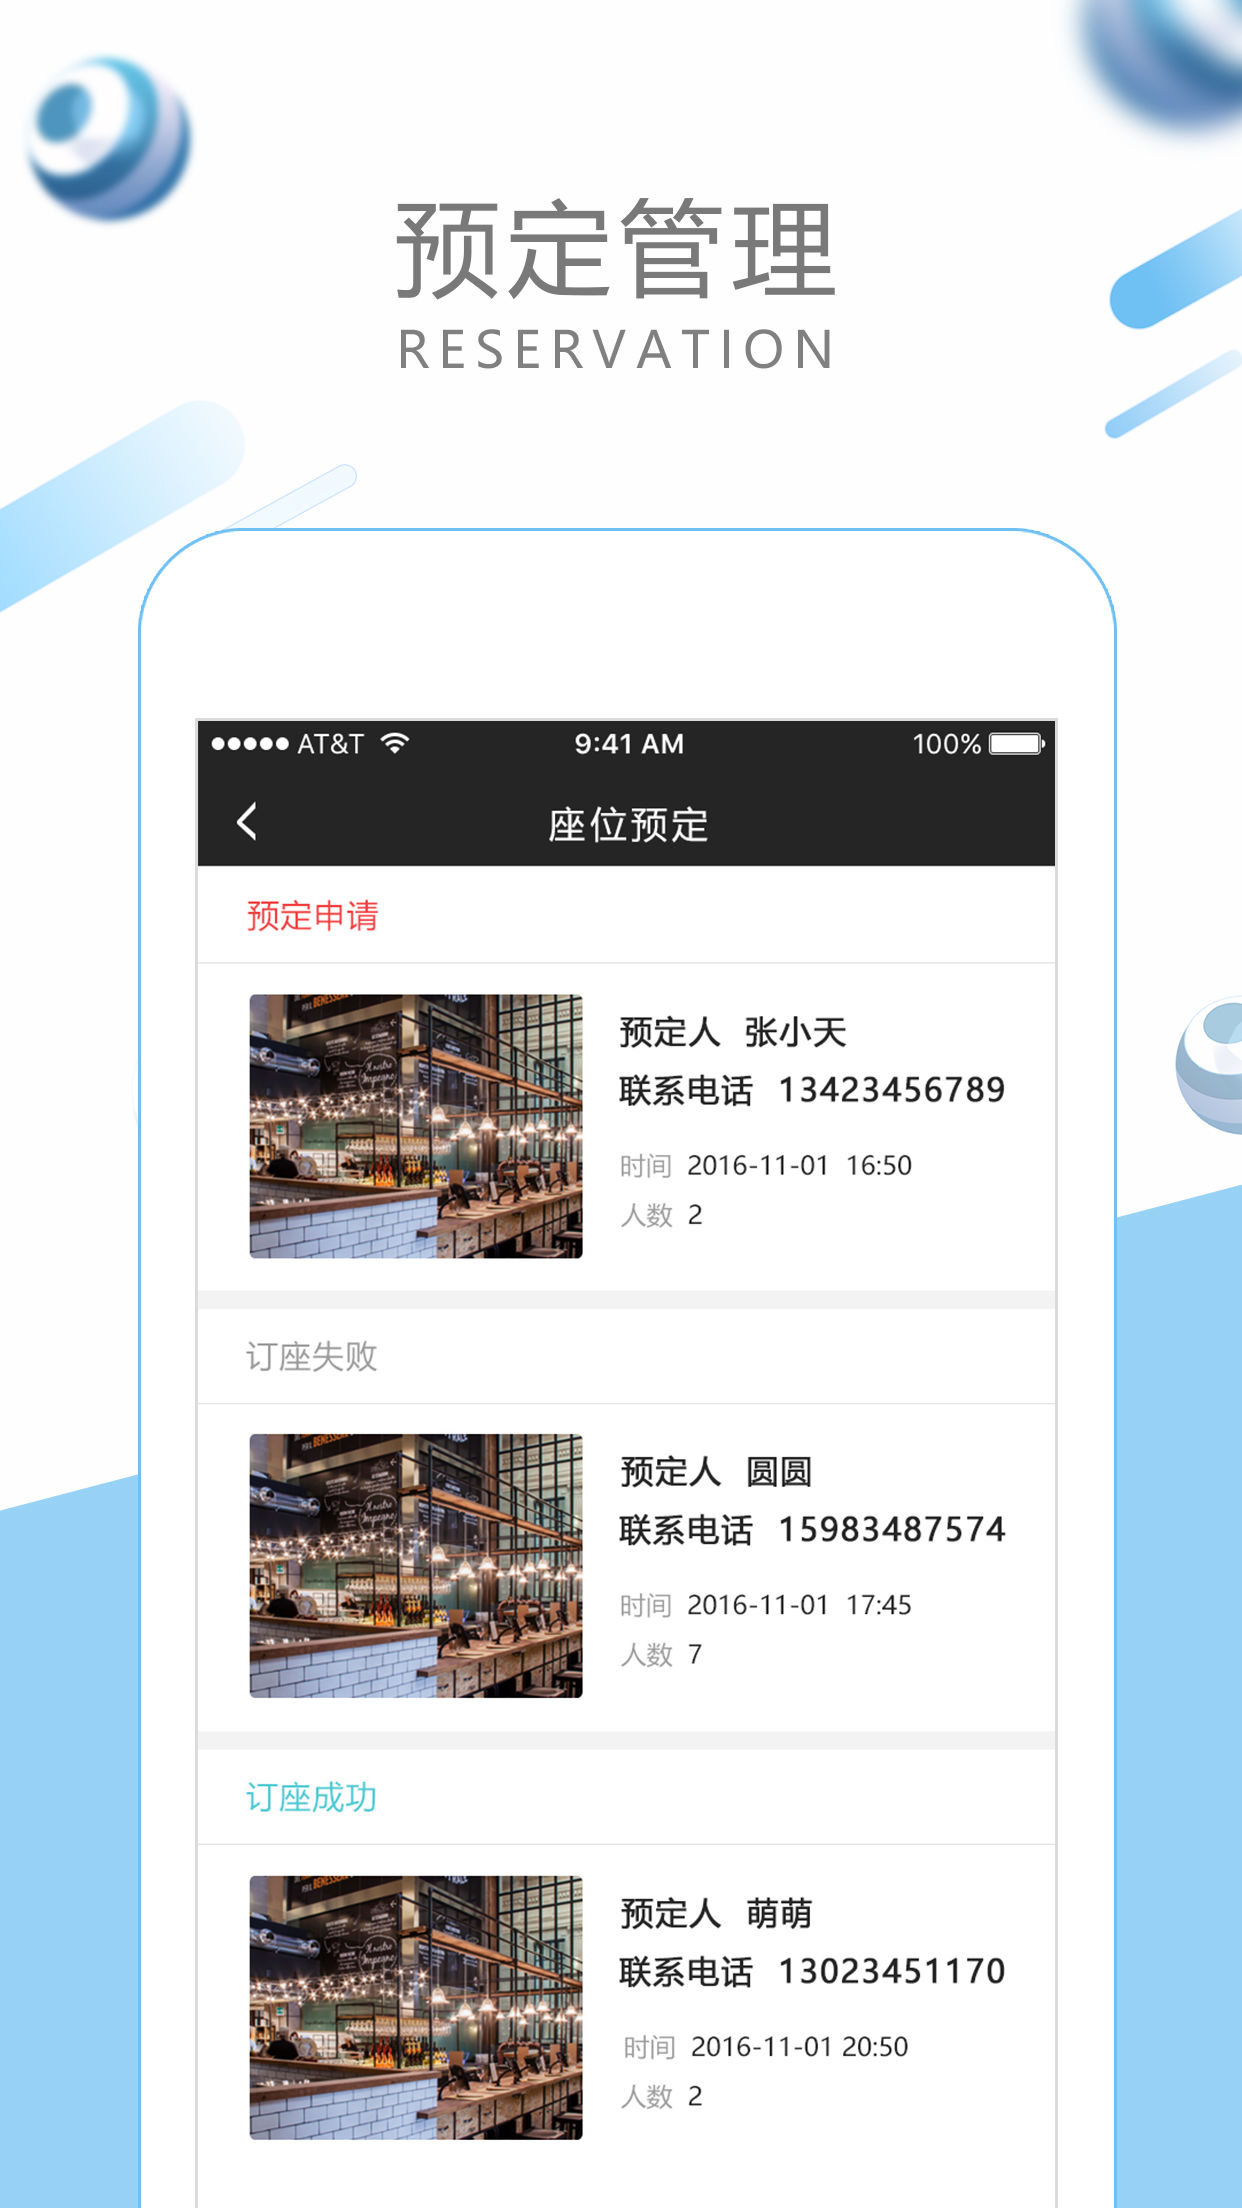 预定管理
RESERVATION
AT&T 9:41 AM 100%
座位预定
预定申请
预定人 张小天
联系电话 13423456789
时间 2016-11-01 16:50
人数 2
订座失败
预定人 圆圆
联系电话 15983487574
时间 2016-11-01 17:45
人数 7
订座成功
预定人 萌萌
联系电话 13023451170
时间 2016-11-01 20:50
人数 2